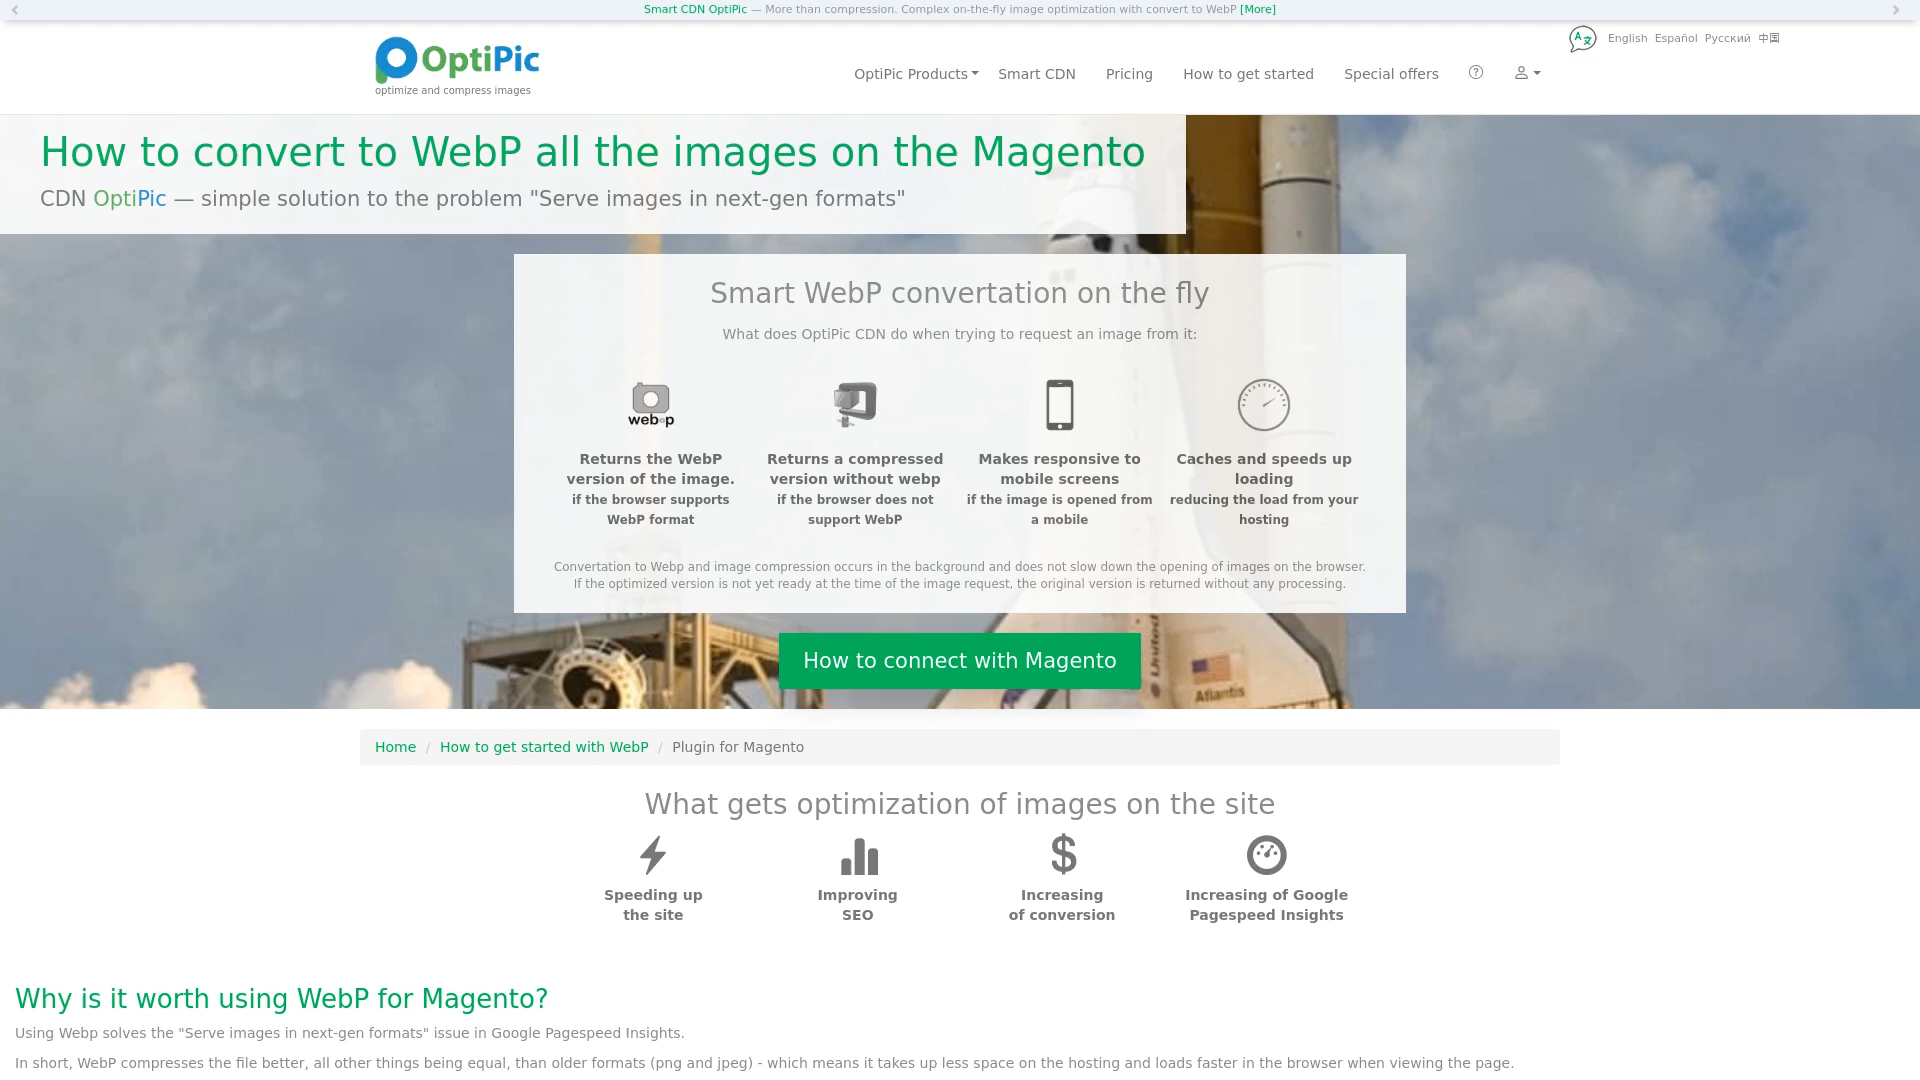 Smart CDN OptiPic — More than compression. Complex on-the-fly image optimization with convert to WebP [More]
English Español Русский 中国
OptiPic
optimize and compress images
OptiPic Products Smart CDN Pricing How to get started Special offers
How to convert to WebP all the images on the Magento
CDN OptiPic — simple solution to the problem "Serve images in next-gen formats"
Smart WebP convertation on the fly
What does OptiPic CDN do when trying to request an image from it:
webp
Returns the WebP
version of the image.
if the browser supports
WebP format
Returns a compressed
version without webp
if the browser does not
support WebP
Makes responsive to
mobile screens
if the image is opened from
a mobile
Caches and speeds up
loading
reducing the load from your
hosting
Convertation to Webp and image compression occurs in the background and does not slow down the opening of images on the browser.
If the optimized version is not yet ready at the time of the image request, the original version is returned without any processing.
How to connect with Magento
United
Atlantis
Home / How to get started with WebP / Plugin for Magento
What gets optimization of images on the site
Speeding up
the site
Improving
SEO
$
Increasing
of conversion
Increasing of Google
Pagespeed Insights
Why is it worth using WebP for Magento?
Using Webp solves the "Serve images in next-gen formats" issue in Google Pagespeed Insights.
In short, WebP compresses the file better, all other things being equal, than older formats (png and jpeg) - which means it takes up less space on the hosting and loads faster in the browser when viewing the page.